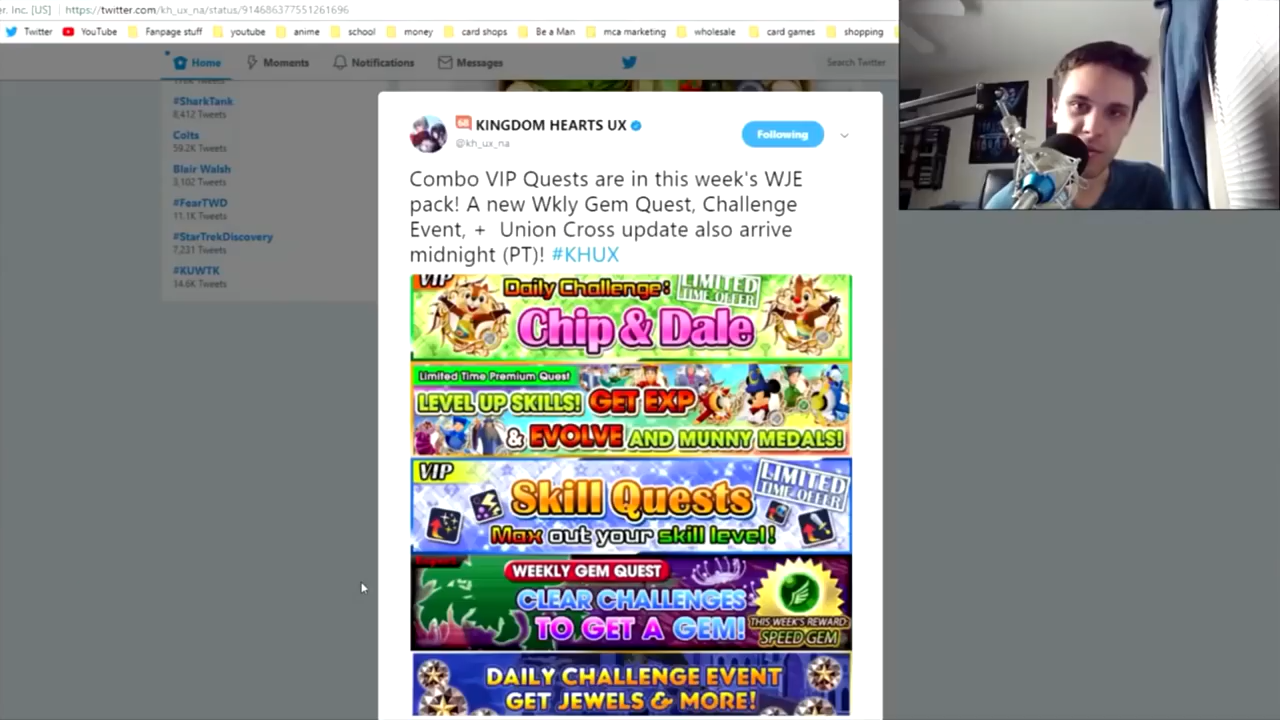 r. Inc. [US] https://twitter.com/kh_ux_na/status/914686377551261696
Twitter YouTube Fanpage stuff youtube anime school money card shops Be a Man mca marketing wholesale card games shopping
Home Moments Notifications Messages Search Twitter
#SharkTank
8,412 Tweets
Colts
59.2K Tweets
Blair Walsh
3,102 Tweets
#FearTWD
11.1K Tweets
#StarTrekDiscovery
7,231 Tweets
#KUWTK
14.6K Tweets
KINGDOM HEARTS UX
@kh_ux_na
Following
Combo VIP Quests are in this week's WJE
pack! A new Wkly Gem Quest, Challenge
Event, + Union Cross update also arrive
midnight (PT)! #KHUX
VIP Daily Challenge: LIMITED
TIME OFFER
Chip & Dale
Limited Time Premium Quest
LEVEL UP SKILLS! GET EXP
& EVOLVE AND MUNNY MEDALS!
VIP LIMITED
TIME OFFER
Skill Quests
Max out your skill level!
WEEKLY GEM QUEST
CLEAR CHALLENGES
TO GET A GEM!
THIS WEEK'S REWARD:
SPEED GEM
DAILY CHALLENGE EVENT
GET JEWELS & MORE!